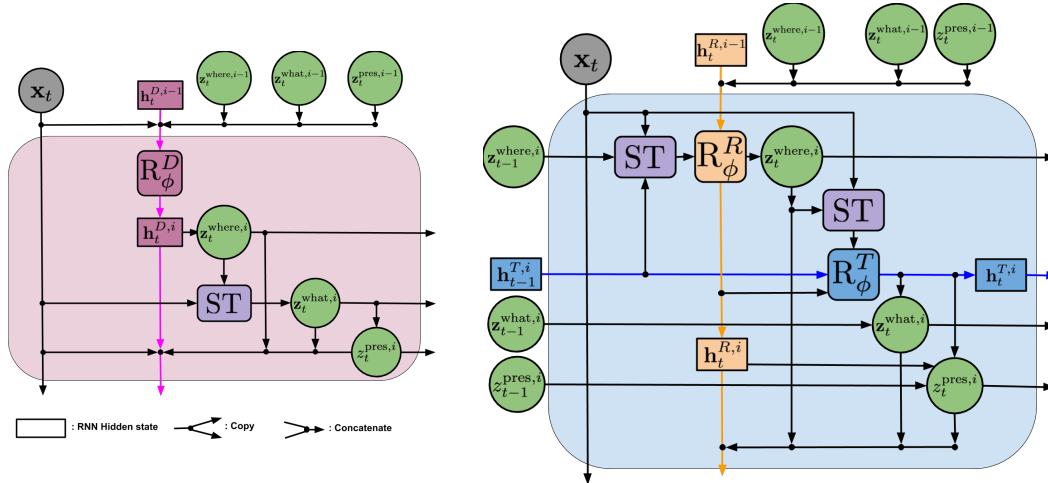 x_t
h_t^{D,i-1}
z_t^{where,i-1}
z_t^{what,i-1}
z_t^{pres,i-1}
R_ϕ^D
h_t^{D,i}
z_t^{where,i}
ST
z_t^{what,i}
z_t^{pres,i}
: RNN Hidden state
: Copy
: Concatenate
x_t
h_t^{R,i-1}
z_t^{where,i-1}
z_t^{what,i-1}
z_t^{pres,i-1}
z_{t-1}^{where,i}
ST
R_ϕ^R
z_t^{where,i}
ST
h_{t-1}^{T,i}
R_ϕ^T
h_t^{T,i}
z_{t-1}^{what,i}
z_t^{what,i}
h_t^{R,i}
z_{t-1}^{pres,i}
z_t^{pres,i}